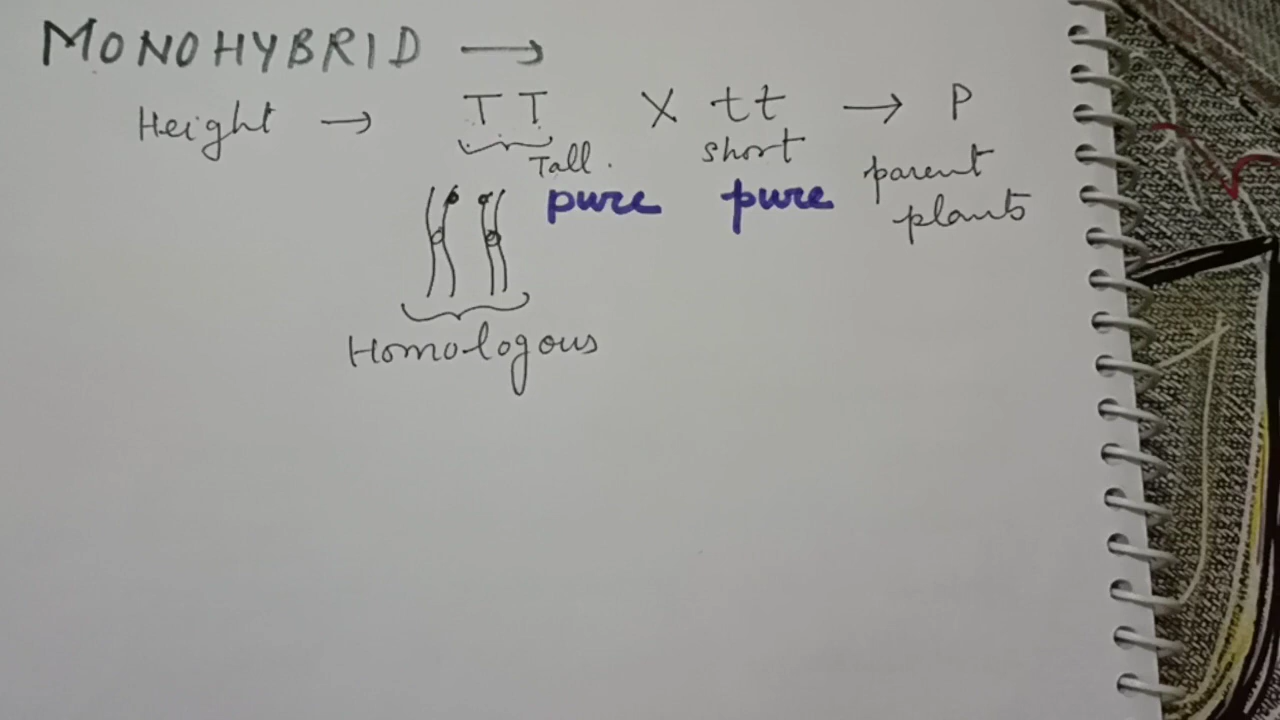 MONOHYBRID →
Height → TT X tt → P
Tall. short parent
pure pure plants
Homologous